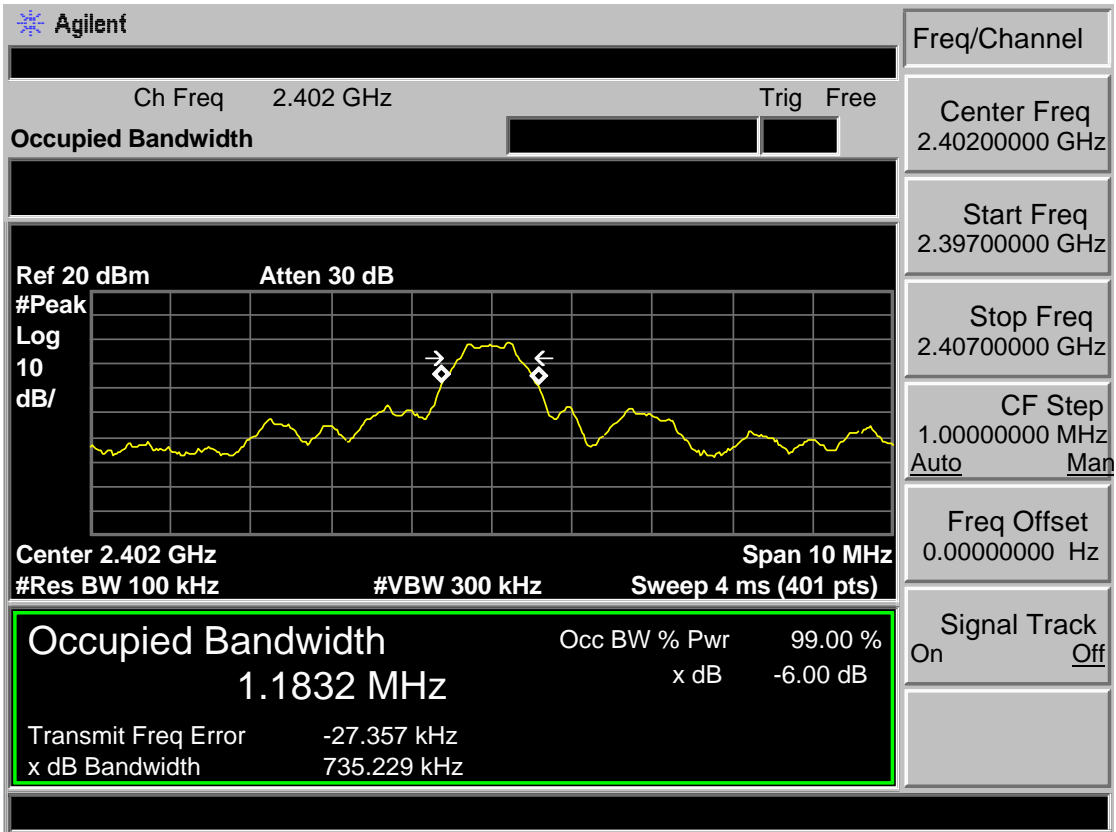 Agilent
Freq/Channel
Ch Freq 2.402 GHz Trig Free
Occupied Bandwidth
Center Freq
2.40200000 GHz
Start Freq
2.39700000 GHz
Stop Freq
2.40700000 GHz
CF Step
1.00000000 MHz
Auto Man
Freq Offset
0.00000000 Hz
Signal Track
On Off
Ref 20 dBm Atten 30 dB
#Peak
Log
10
dB/
Center 2.402 GHz Span 10 MHz
#Res BW 100 kHz #VBW 300 kHz Sweep 4 ms (401 pts)
Occupied Bandwidth Occ BW % Pwr 99.00 %
1.1832 MHz x dB -6.00 dB
Transmit Freq Error -27.357 kHz
x dB Bandwidth 735.229 kHz